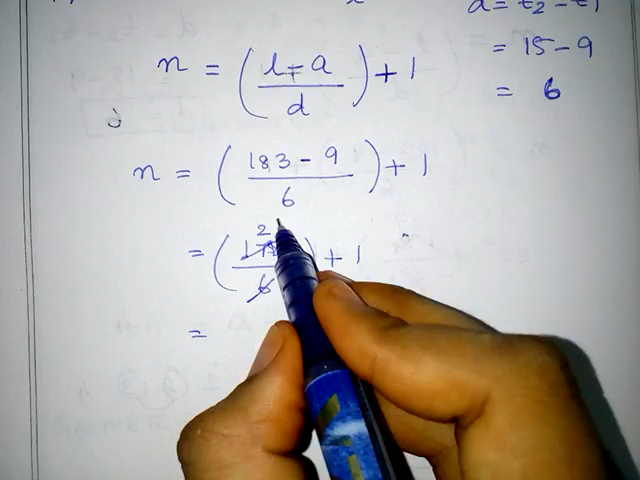 d = t2 - t1
n = ( l - a / d ) + 1
= 15 - 9
= 6
n = ( 183 - 9 / 6 ) + 1
2
= ( 17 / 6 ) + 1
=